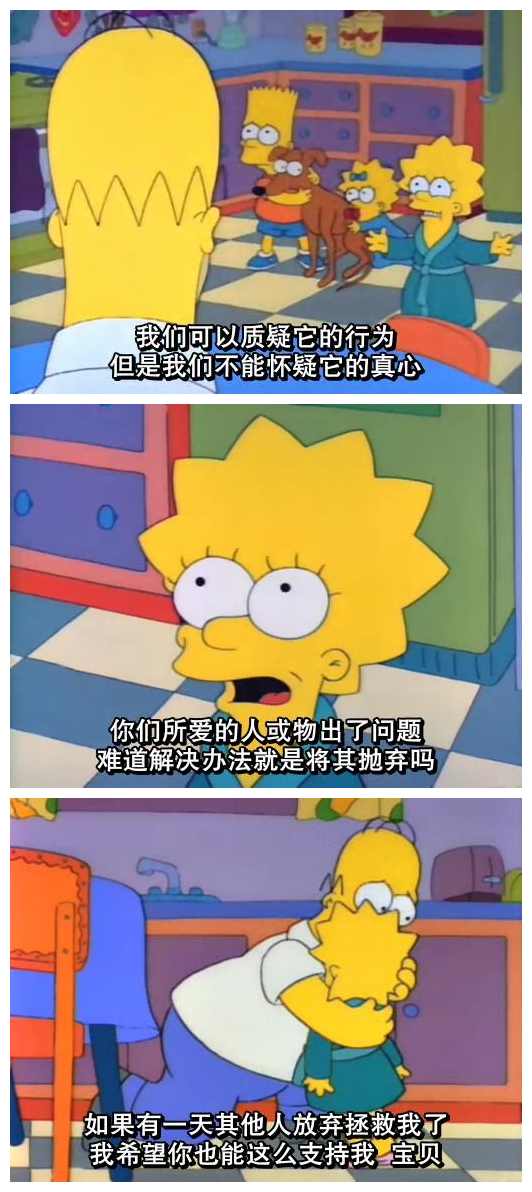 我们可以质疑它的行为
但是我们不能怀疑它的真心
你们所爱的人或物出了问题
难道解决办法就是将其抛弃吗
如果有一天其他人放弃拯救我了
我希望你也能这么支持我 宝贝